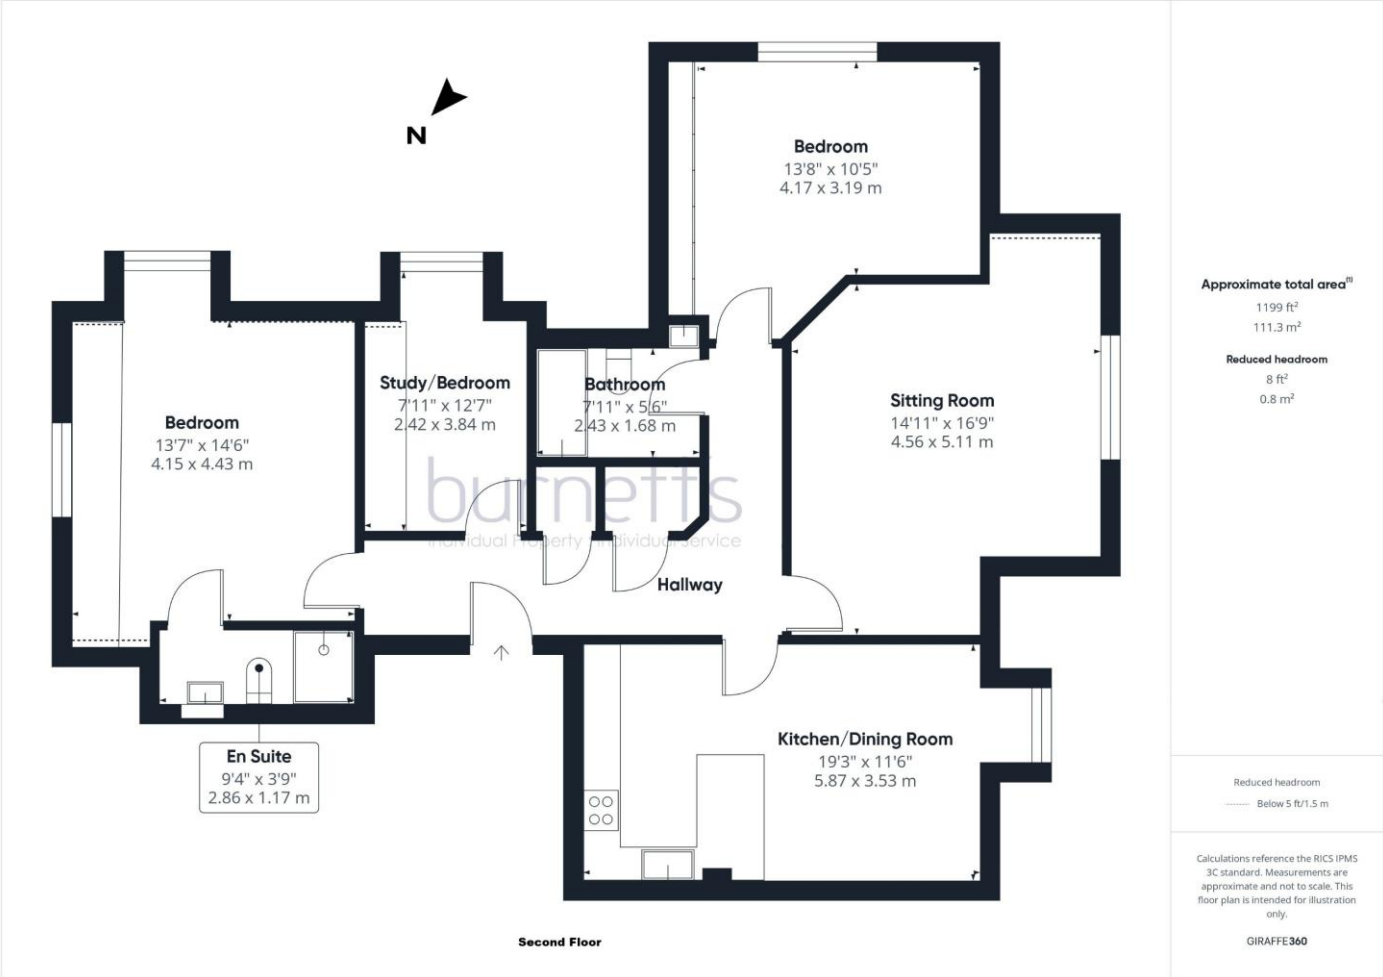 N
Bedroom
13'8" x 10'5"
4.17 x 3.19 m
Bedroom
13'7" x 14'6"
4.15 x 4.43 m
Study/Bedroom
7'11" x 12'7"
2.42 x 3.84 m
Bathroom
7'11" x 5'6"
2.43 x 1.68 m
Sitting Room
14'11" x 16'9"
4.56 x 5.11 m
burnetts
Individual Property Individual Service
Hallway
En Suite
9'4" x 3'9"
2.86 x 1.17 m
Kitchen/Dining Room
19'3" x 11'6"
5.87 x 3.53 m
Second Floor
Approximate total area⁽¹⁾
1199 ft²
111.3 m²
Reduced headroom
8 ft²
0.8 m²
Reduced headroom
Below 5 ft/1.5 m
Calculations reference the RICS IPMS
3C standard. Measurements are
approximate and not to scale. This
floor plan is intended for illustration
only.
GIRAFFE360